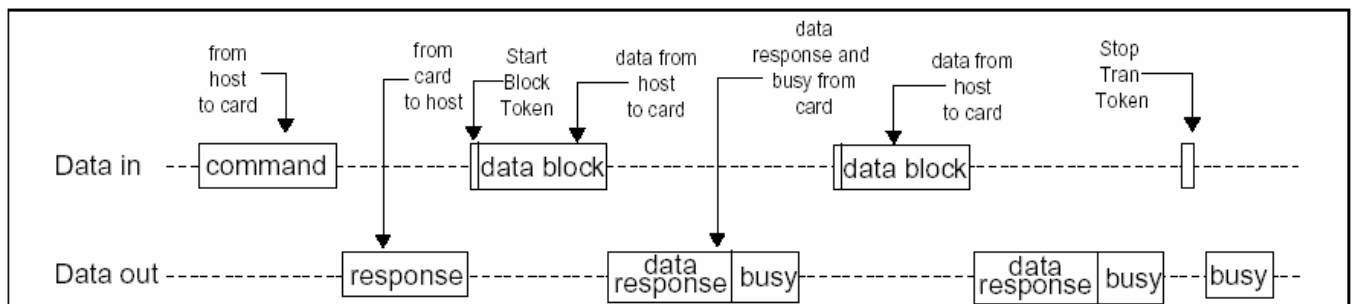 from
host
to card
from
card
to host
Start
Block
Token
data from
host
to card
data
response and
busy from
card
data from
host
to card
Stop
Tran
Token
Data in
command
data block
data block
Data out
response
data
response
busy
data
response
busy
busy